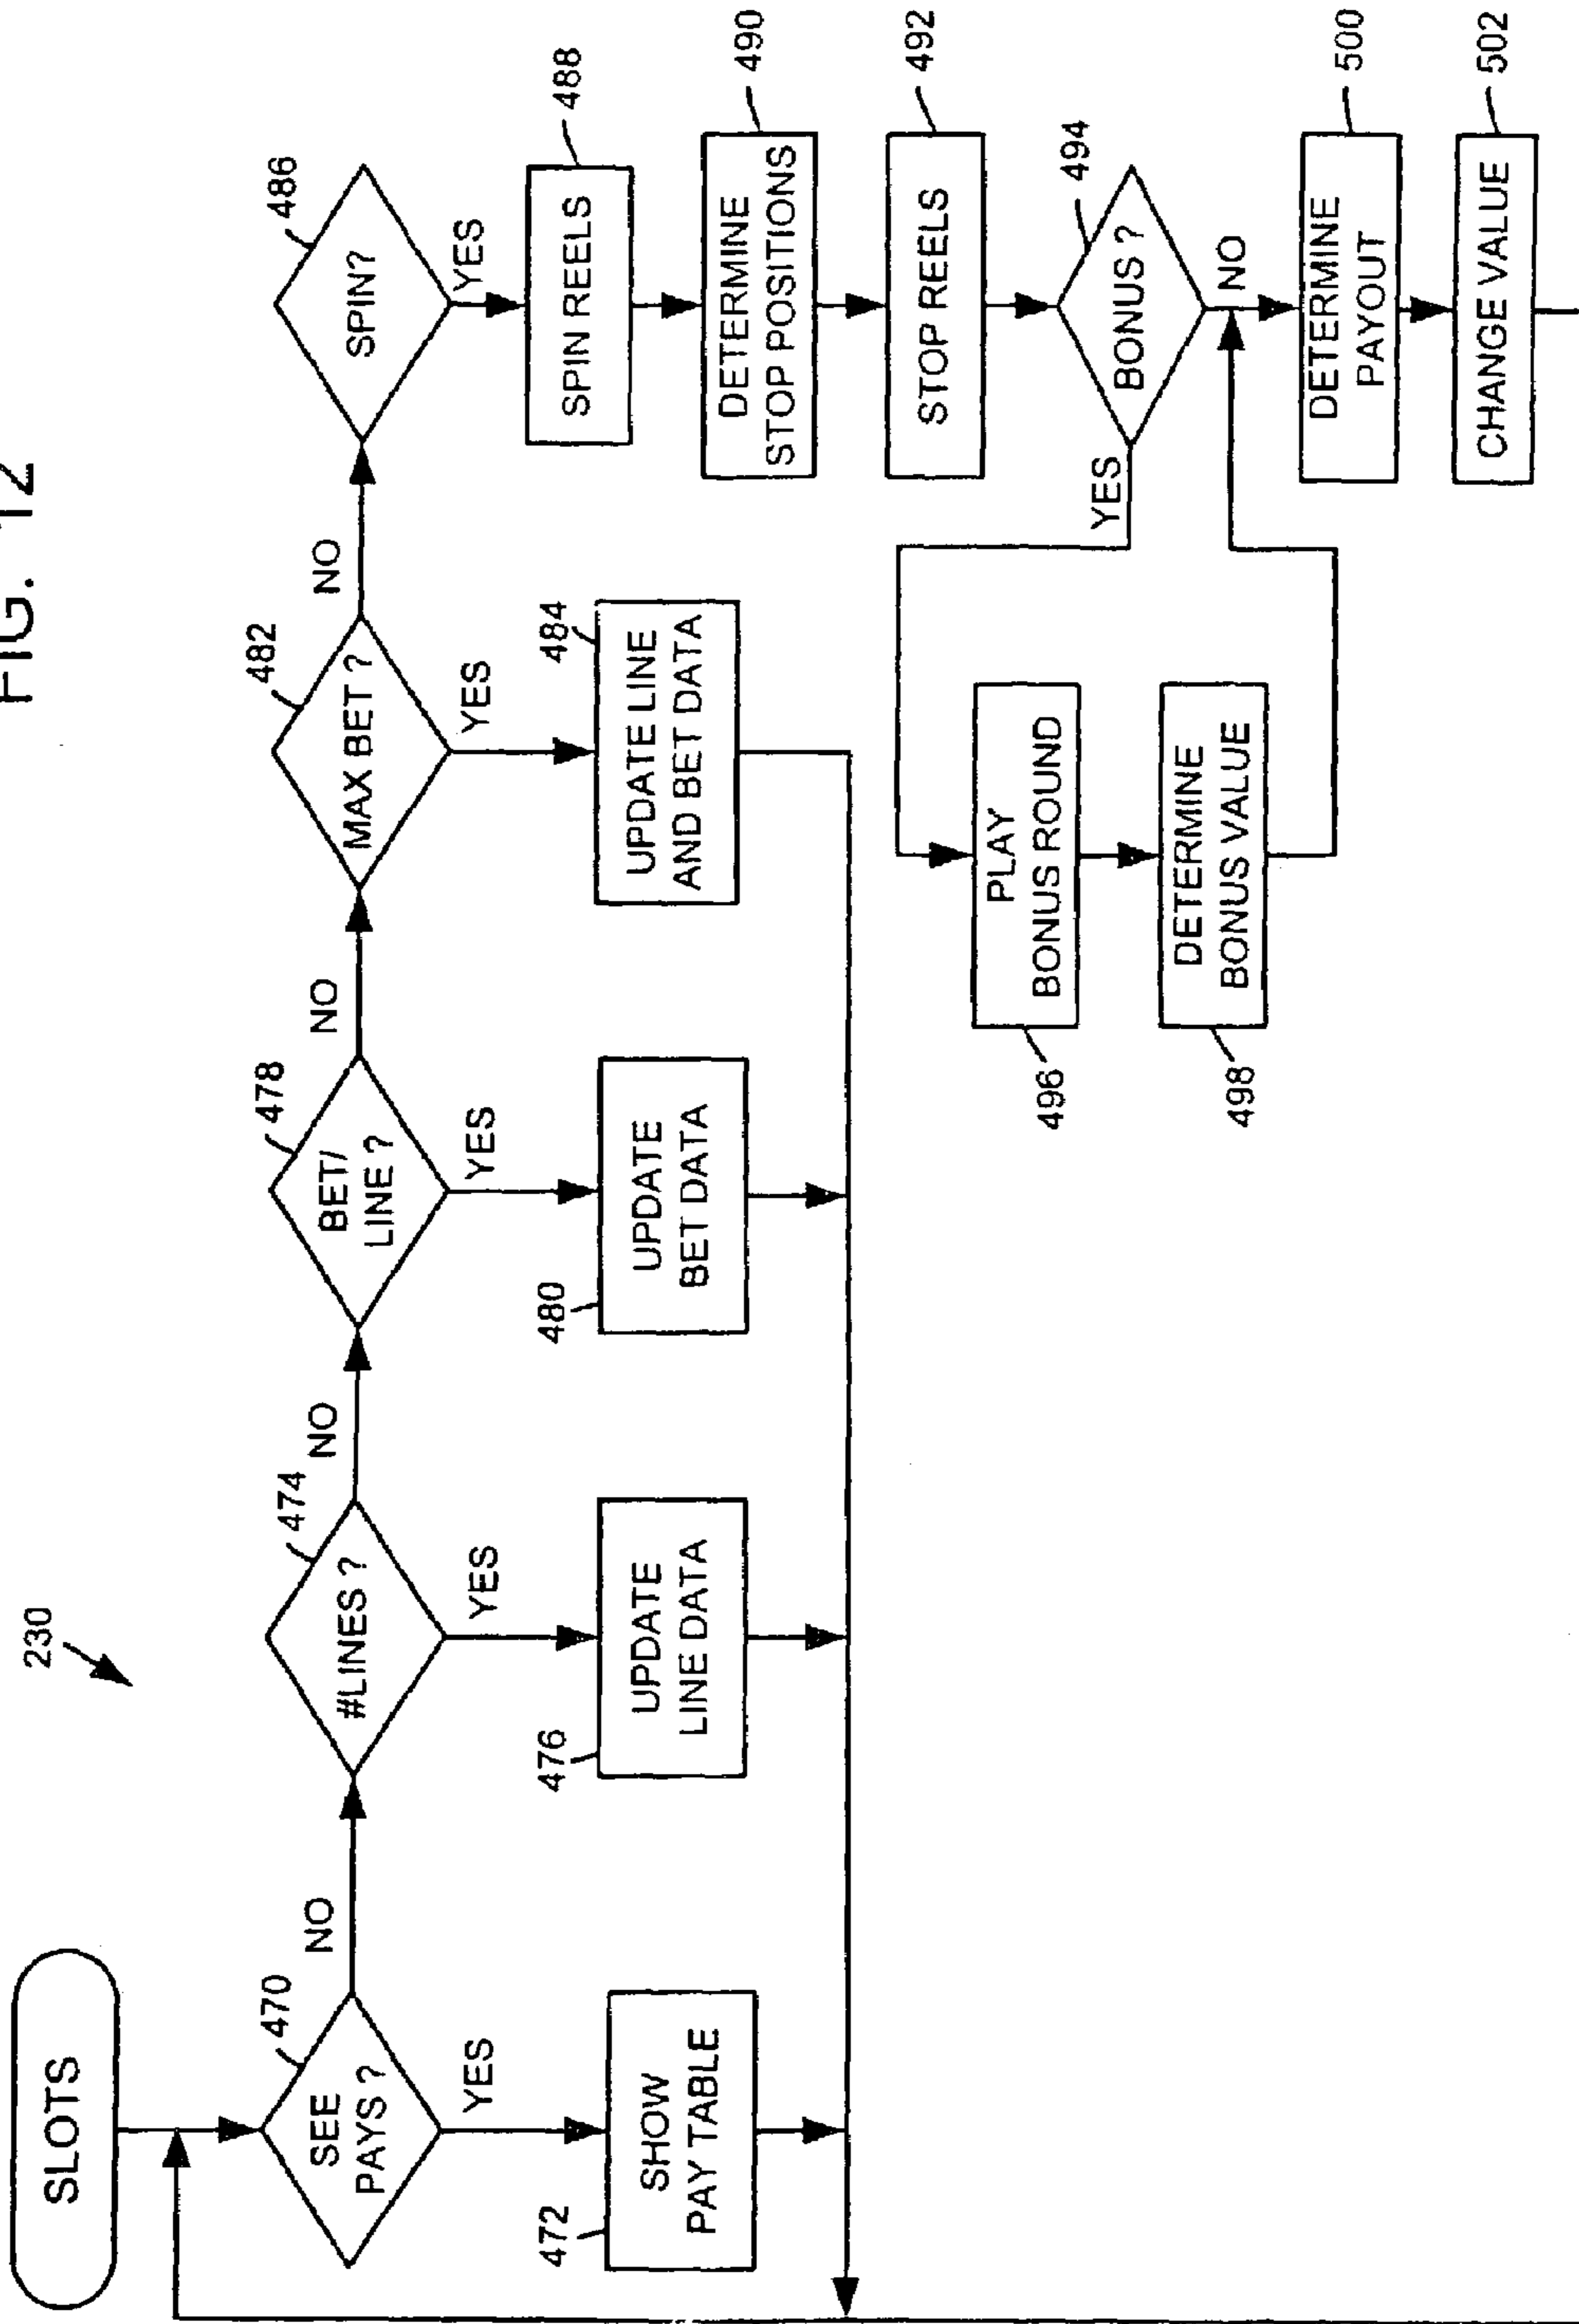 FIG. 12
230
SLOTS
470
SEE
PAYS ?
NO
YES
472
SHOW
PAY TABLE
474
#LINES ?
NO
YES
476
UPDATE
LINE DATA
478
BET/
LINE ?
NO
YES
480
UPDATE
BET DATA
482
MAX BET ?
NO
YES
484
UPDATE LINE
AND BET DATA
486
SPIN?
YES
488
SPIN REELS
490
DETERMINE
STOP POSITIONS
492
STOP REELS
494
BONUS ?
YES
NO
496
PLAY
BONUS ROUND
498
DETERMINE
BONUS VALUE
500
DETERMINE
PAYOUT
502
CHANGE VALUE